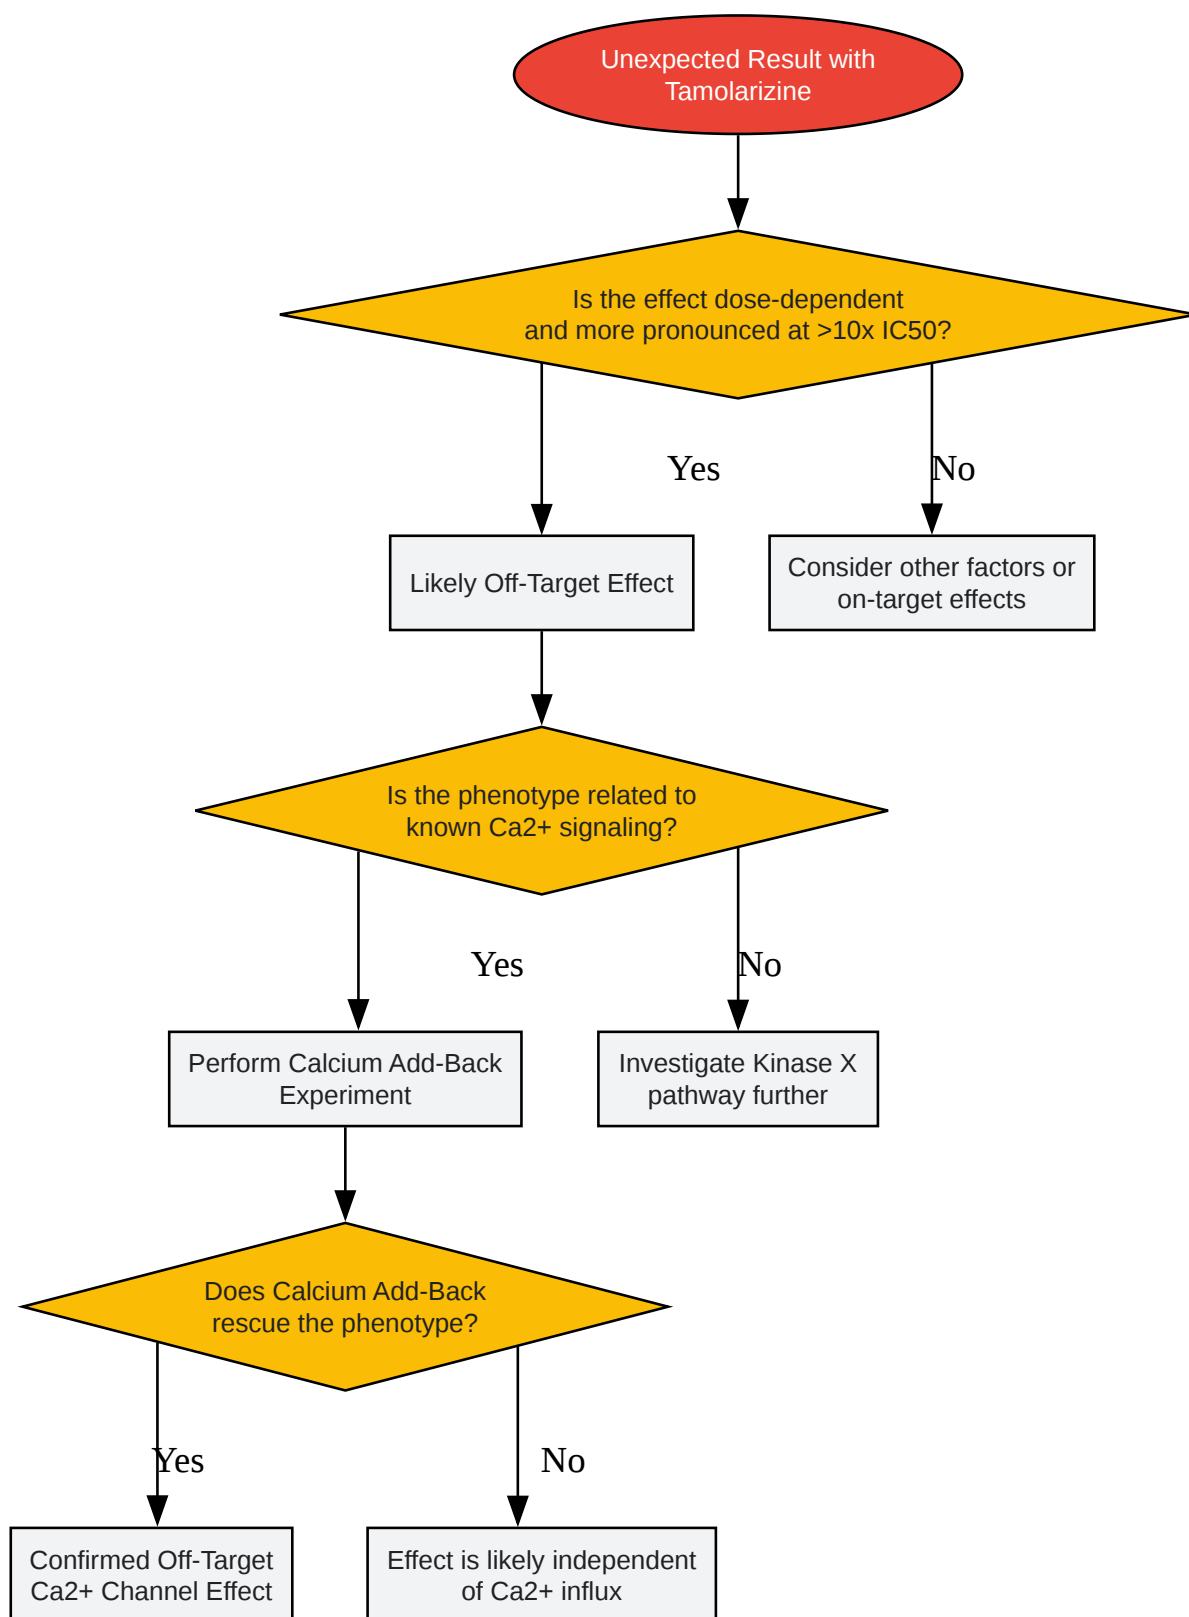 Unexpected Result with
Tamolarizine
Is the effect dose-dependent
and more pronounced at >10x IC50?
Yes
No
Likely Off-Target Effect
Consider other factors or
on-target effects
Is the phenotype related to
known Ca2+ signaling?
Yes
No
Perform Calcium Add-Back
Experiment
Investigate Kinase X
pathway further
Does Calcium Add-Back
rescue the phenotype?
Yes
No
Confirmed Off-Target
Ca2+ Channel Effect
Effect is likely independent
of Ca2+ influx